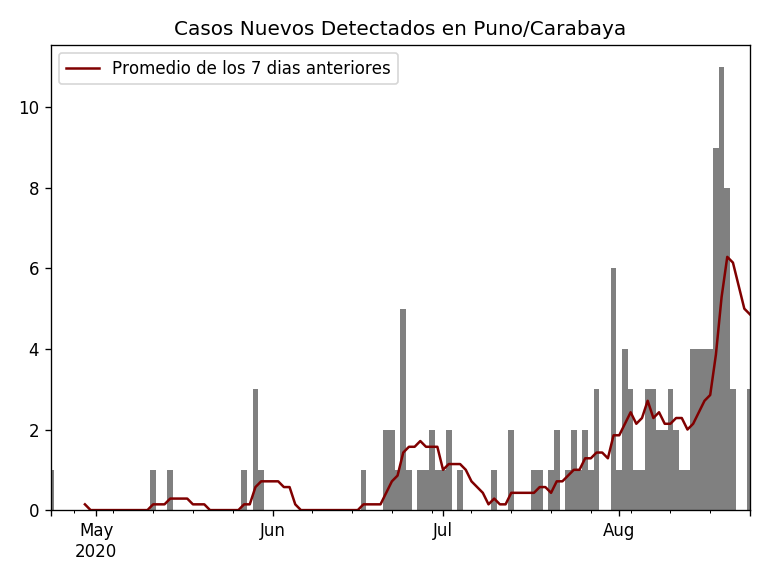 Casos Nuevos Detectados en Puno/Carabaya
Promedio de los 7 dias anteriores
10
8
6
4
2
0
May Jun Jul Aug
2020